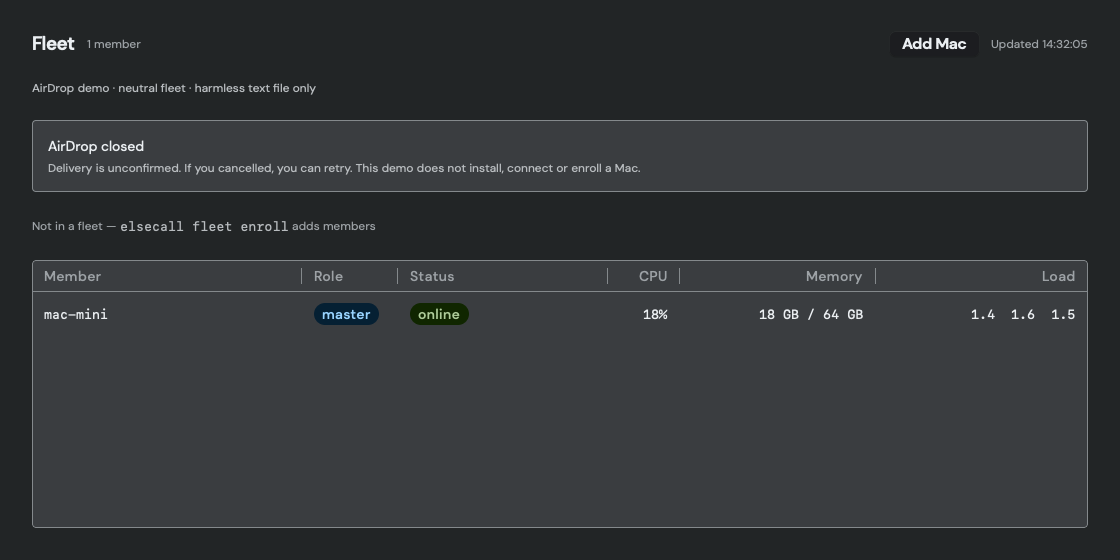 Fleet 1 member Add Mac Updated 14:32:05
AirDrop demo · neutral fleet · harmless text file only
AirDrop closed
Delivery is unconfirmed. If you cancelled, you can retry. This demo does not install, connect or enroll a Mac.
Not in a fleet — elsecall fleet enroll adds members
Member Role Status CPU Memory Load
mac-mini master online 18% 18 GB / 64 GB 1.4 1.6 1.5